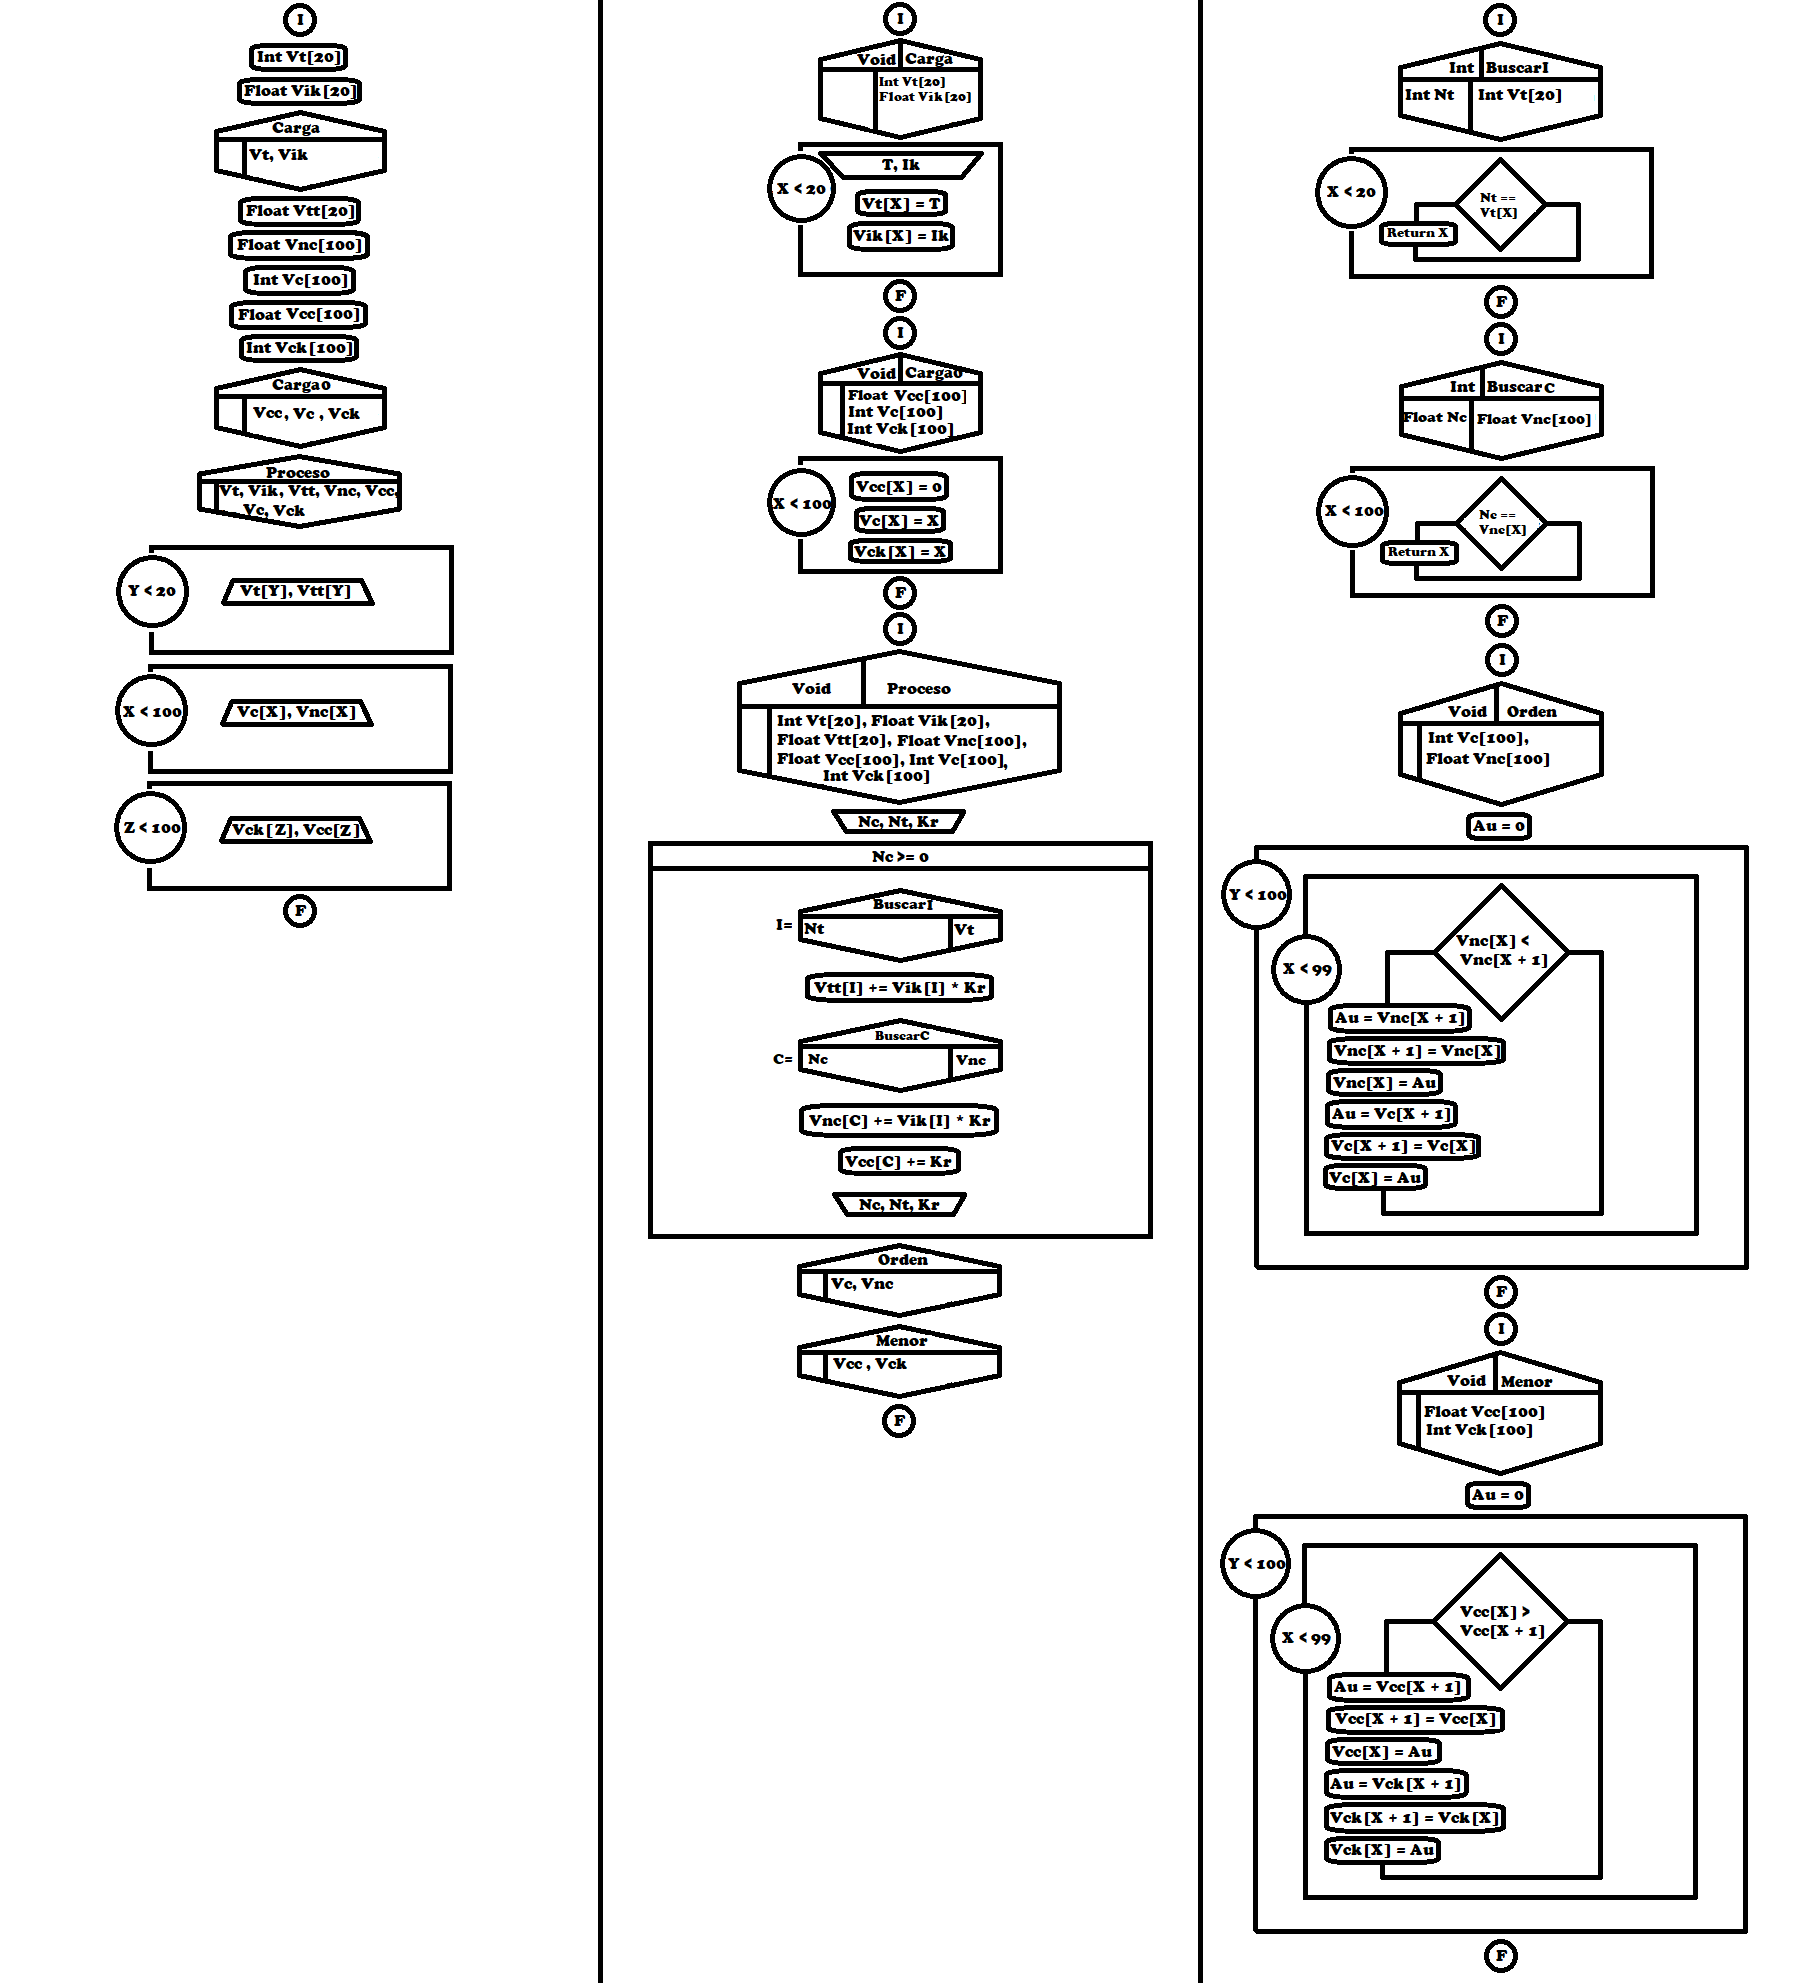 I
Int Vt[20]
Float Vik[20]
Carga
Vt, Vik
Float Vtt[20]
Float Vnc[100]
Int Vc[100]
Float Vcc[100]
Int Vck[100]
Carga0
Vcc, Vc, Vck
Proceso
Vt, Vik, Vtt, Vnc, Vcc,
Vc, Vck
Y < 20
Vt[Y], Vtt[Y]
X < 100
Vc[X], Vnc[X]
Z < 100
Vck[Z], Vcc[Z]
F
I
Void Carga
Int Vt[20]
Float Vik[20]
T, Ik
X < 20
Vt[X] = T
Vik[X] = Ik
F
I
Void Carga0
Float Vcc[100]
Int Vc[100]
Int Vck[100]
X < 100
Vcc[X] = 0
Vc[X] = X
Vck[X] = X
F
I
Void Proceso
Int Vt[20], Float Vik[20],
Float Vtt[20], Float Vnc[100],
Float Vcc[100], Int Vc[100],
Int Vck[100]
Nc, Nt, Kr
Nc >= 0
BuscarI
I= Nt Vt
Vtt[I] += Vik[I] * Kr
BuscarC
C= Nc Vnc
Vnc[C] += Vik[I] * Kr
Vcc[C] += Kr
Nc, Nt, Kr
Orden
Vc, Vnc
Menor
Vcc, Vck
F
I
Int BuscarI
Int Nt Int Vt[20]
X < 20
Nt ==
Vt[X]
Return X
F
I
Int BuscarC
Float Nc Float Vnc[100]
X < 100
Nc ==
Vnc[X]
Return X
F
I
Void Orden
Int Vc[100],
Float Vnc[100]
Au = 0
Y < 100
X < 99
Vnc[X] <
Vnc[X + 1]
Au = Vnc[X + 1]
Vnc[X + 1] = Vnc[X]
Vnc[X] = Au
Au = Vc[X + 1]
Vc[X + 1] = Vc[X]
Vc[X] = Au
F
I
Void Menor
Float Vcc[100]
Int Vck[100]
Au = 0
Y < 100
X < 99
Vcc[X] >
Vcc[X + 1]
Au = Vcc[X + 1]
Vcc[X + 1] = Vcc[X]
Vcc[X] = Au
Au = Vck[X + 1]
Vck[X + 1] = Vck[X]
Vck[X] = Au
F